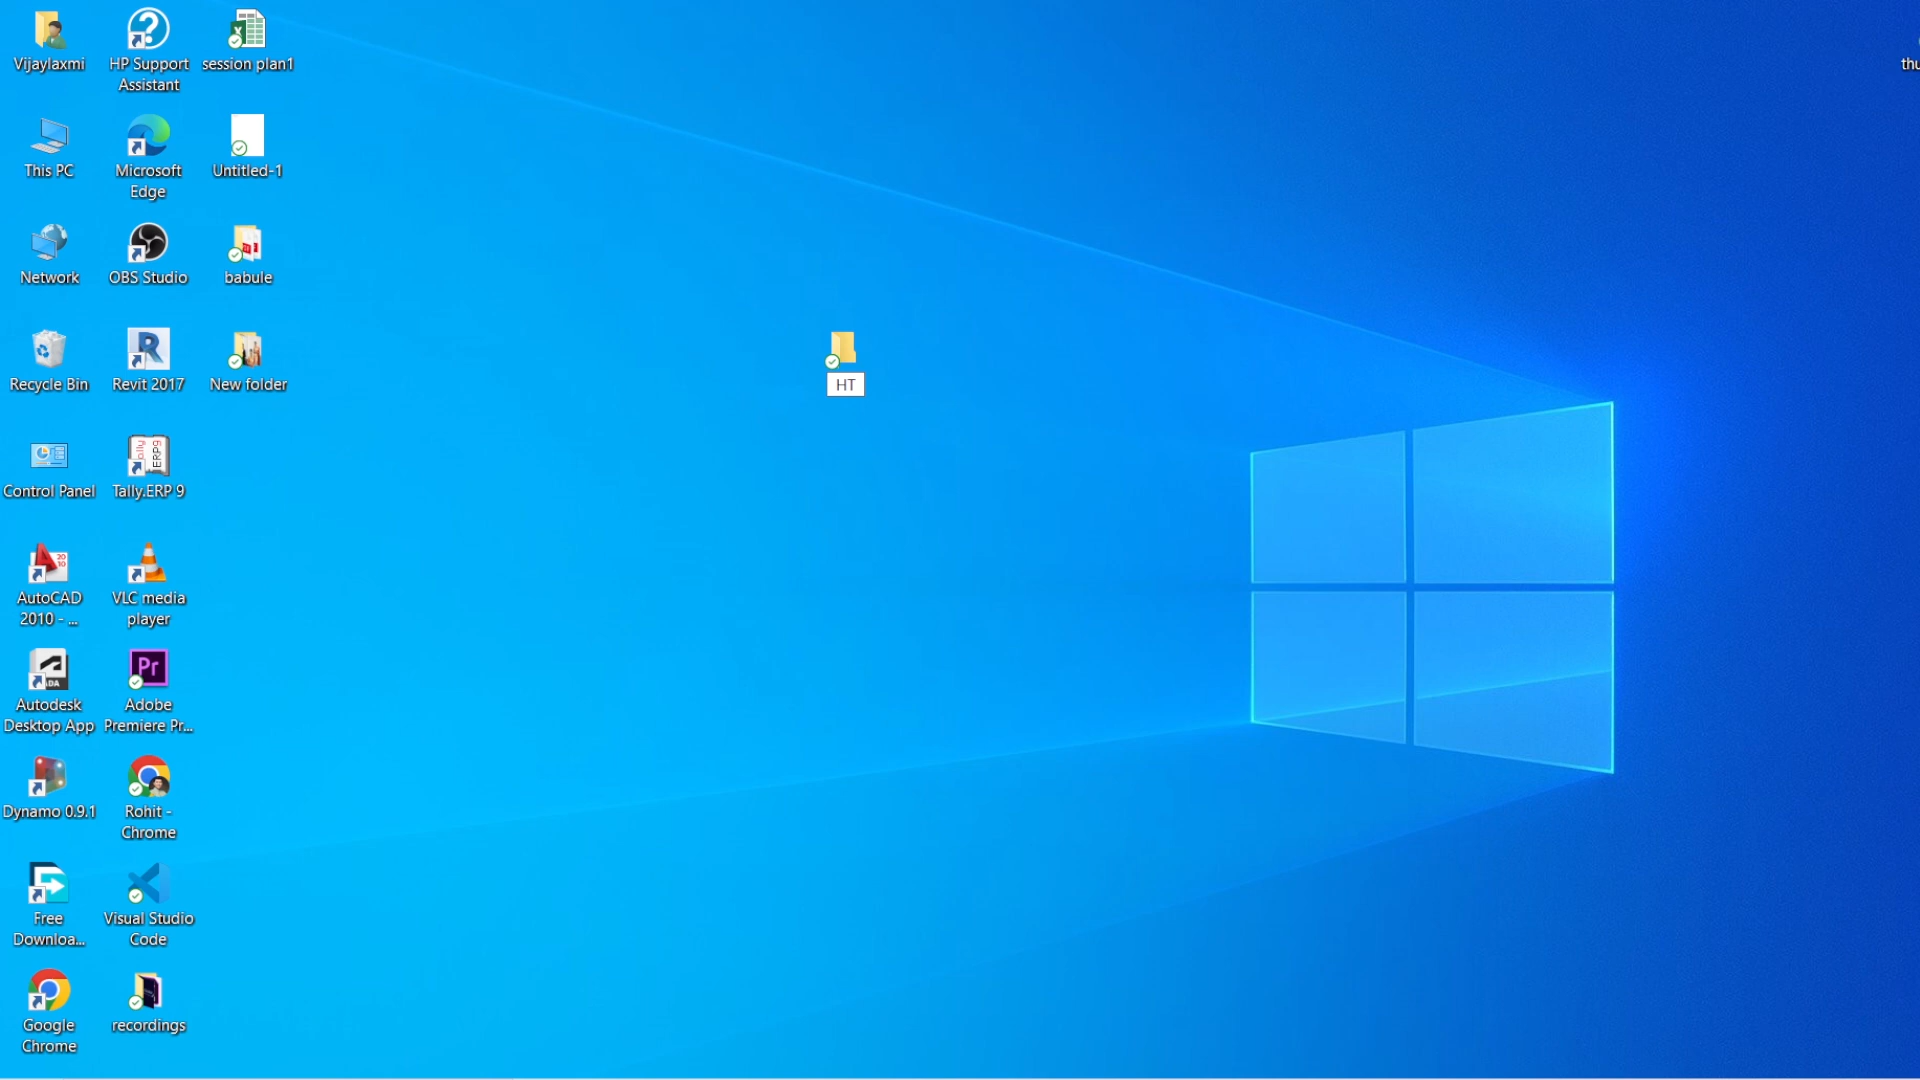 Vijaylaxmi
HP Support
Assistant
session plan1
thu
This PC
Microsoft
Edge
Untitled-1
Network
OBS Studio
babule
Recycle Bin
Revit 2017
New folder
HT
Control Panel
Tally.ERP 9
AutoCAD
2010 - ...
VLC media
player
Autodesk
Desktop App
Adobe
Premiere Pr...
Dynamo 0.9.1
Rohit -
Chrome
Free
Downloa...
Visual Studio
Code
Google
Chrome
recordings